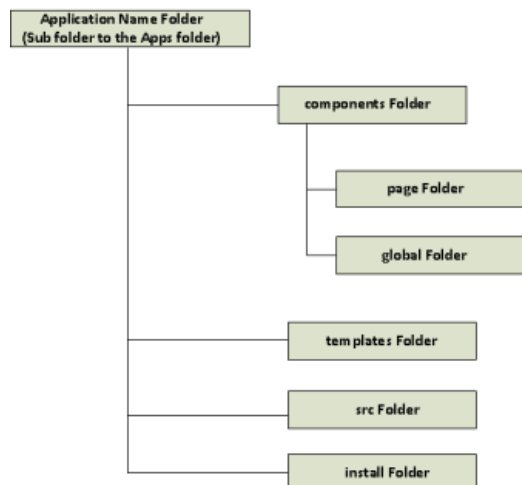 Application Name Folder
(Sub folder to the Apps folder)
components Folder
page Folder
global Folder
templates Folder
src Folder
install Folder